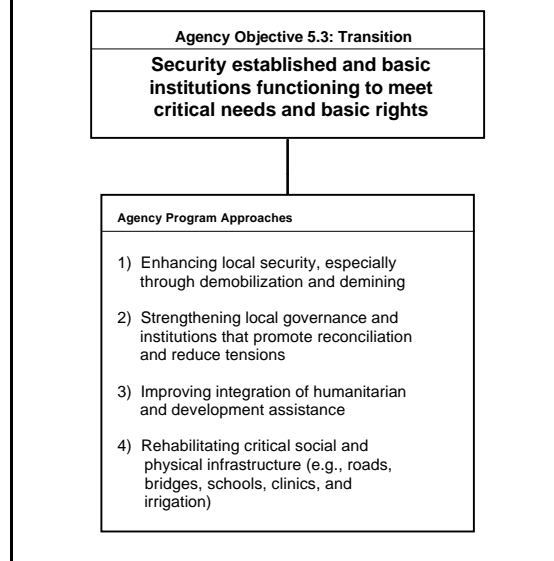 Agency Objective 5.3: Transition
Security established and basic
institutions functioning to meet
critical needs and basic rights
Agency Program Approaches
1) Enhancing local security, especially
through demobilization and demining
2) Strengthening local governance and
institutions that promote reconciliation
and reduce tensions
3) Improving integration of humanitarian
and development assistance
4) Rehabilitating critical social and
physical infrastructure (e.g., roads,
bridges, schools, clinics, and
irrigation)